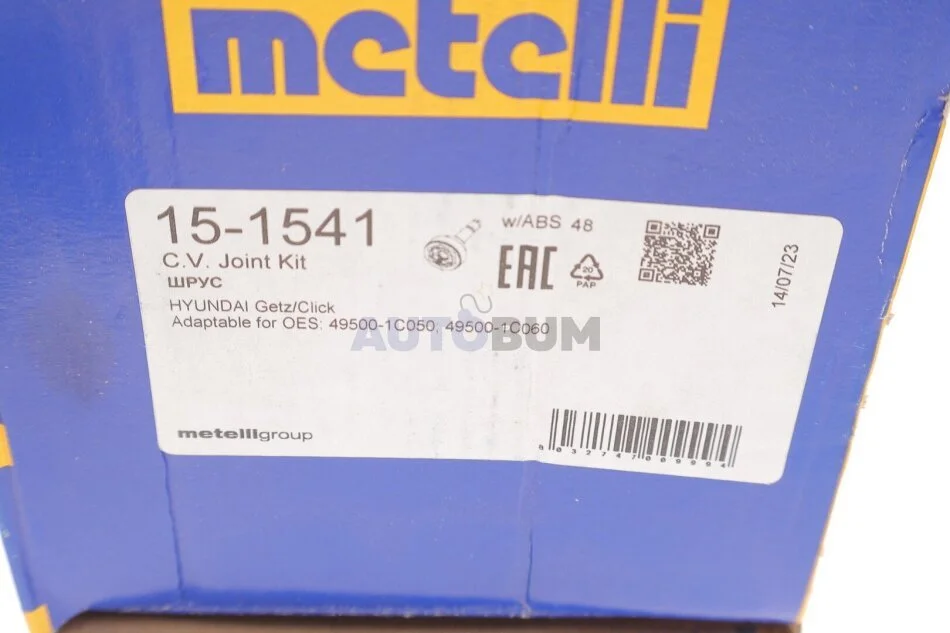 metelli
15-1541
C.V. Joint Kit
ШРУС
HYUNDAI Getz/Click
Adaptable for OES: 49500-1C050, 49500-1C060
w/ABS 48
EAC
20
PAP
14/07/23
AUTOBUM
metelligroup
8032747009994